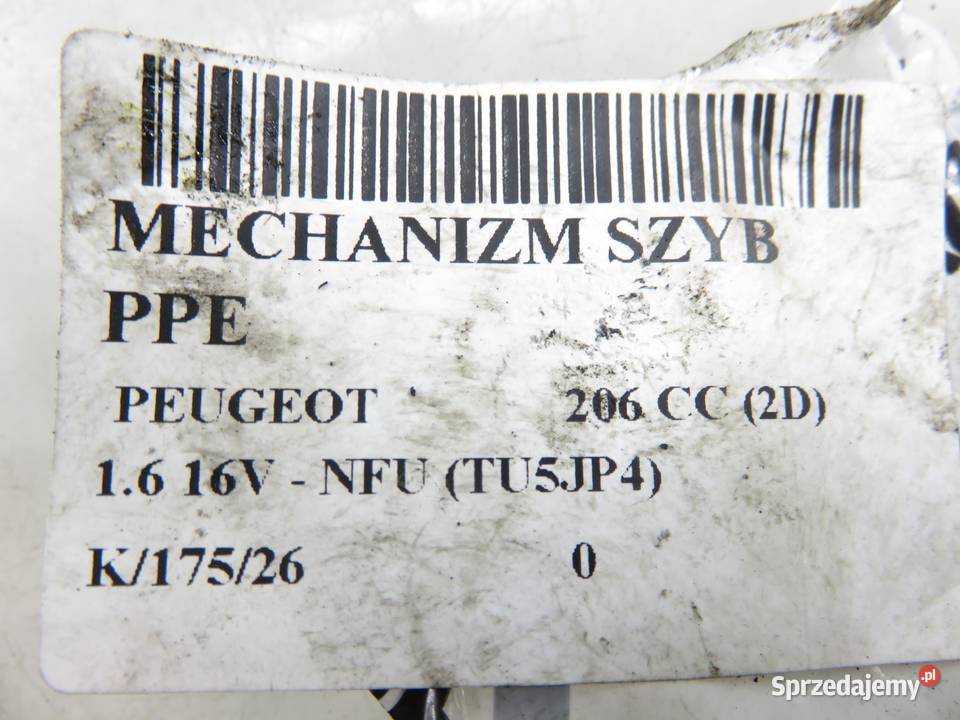 MECHANIZM SZYB
PPE
PEUGEOT 206 CC (2D)
1.6 16V - NFU (TU5JP4)
K/175/26 0
Sprzedajemy.pl